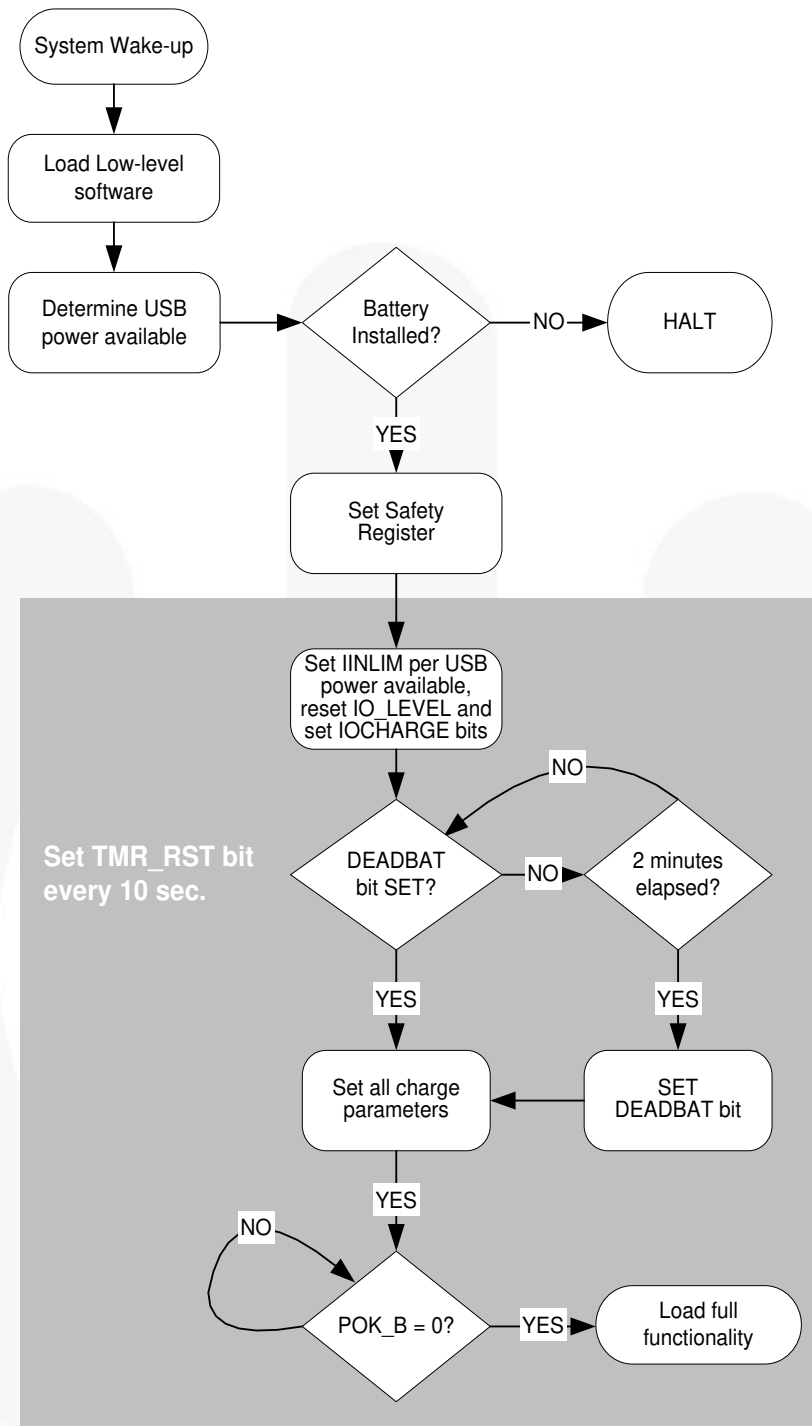 System Wake-up
Load Low-level
software
Determine USB
power available
Battery
Installed?
NO
HALT
YES
Set Safety
Register
Set IINLIM per USB
power available,
reset IO_LEVEL and
set IOCHARGE bits
NO
Set TMR_RST bit
every 10 sec.
DEADBAT
bit SET?
NO
2 minutes
elapsed?
YES
YES
Set all charge
parameters
SET
DEADBAT bit
YES
NO
POK_B = 0?
YES
Load full
functionality